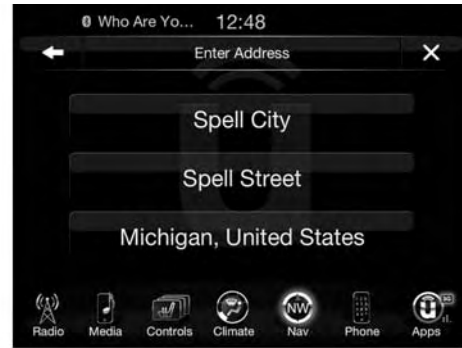 Who Are Yo... 12:48
Enter Address
Spell City
Spell Street
Michigan, United States
NW
3G
Radio Media Controls Climate Nav Phone Apps